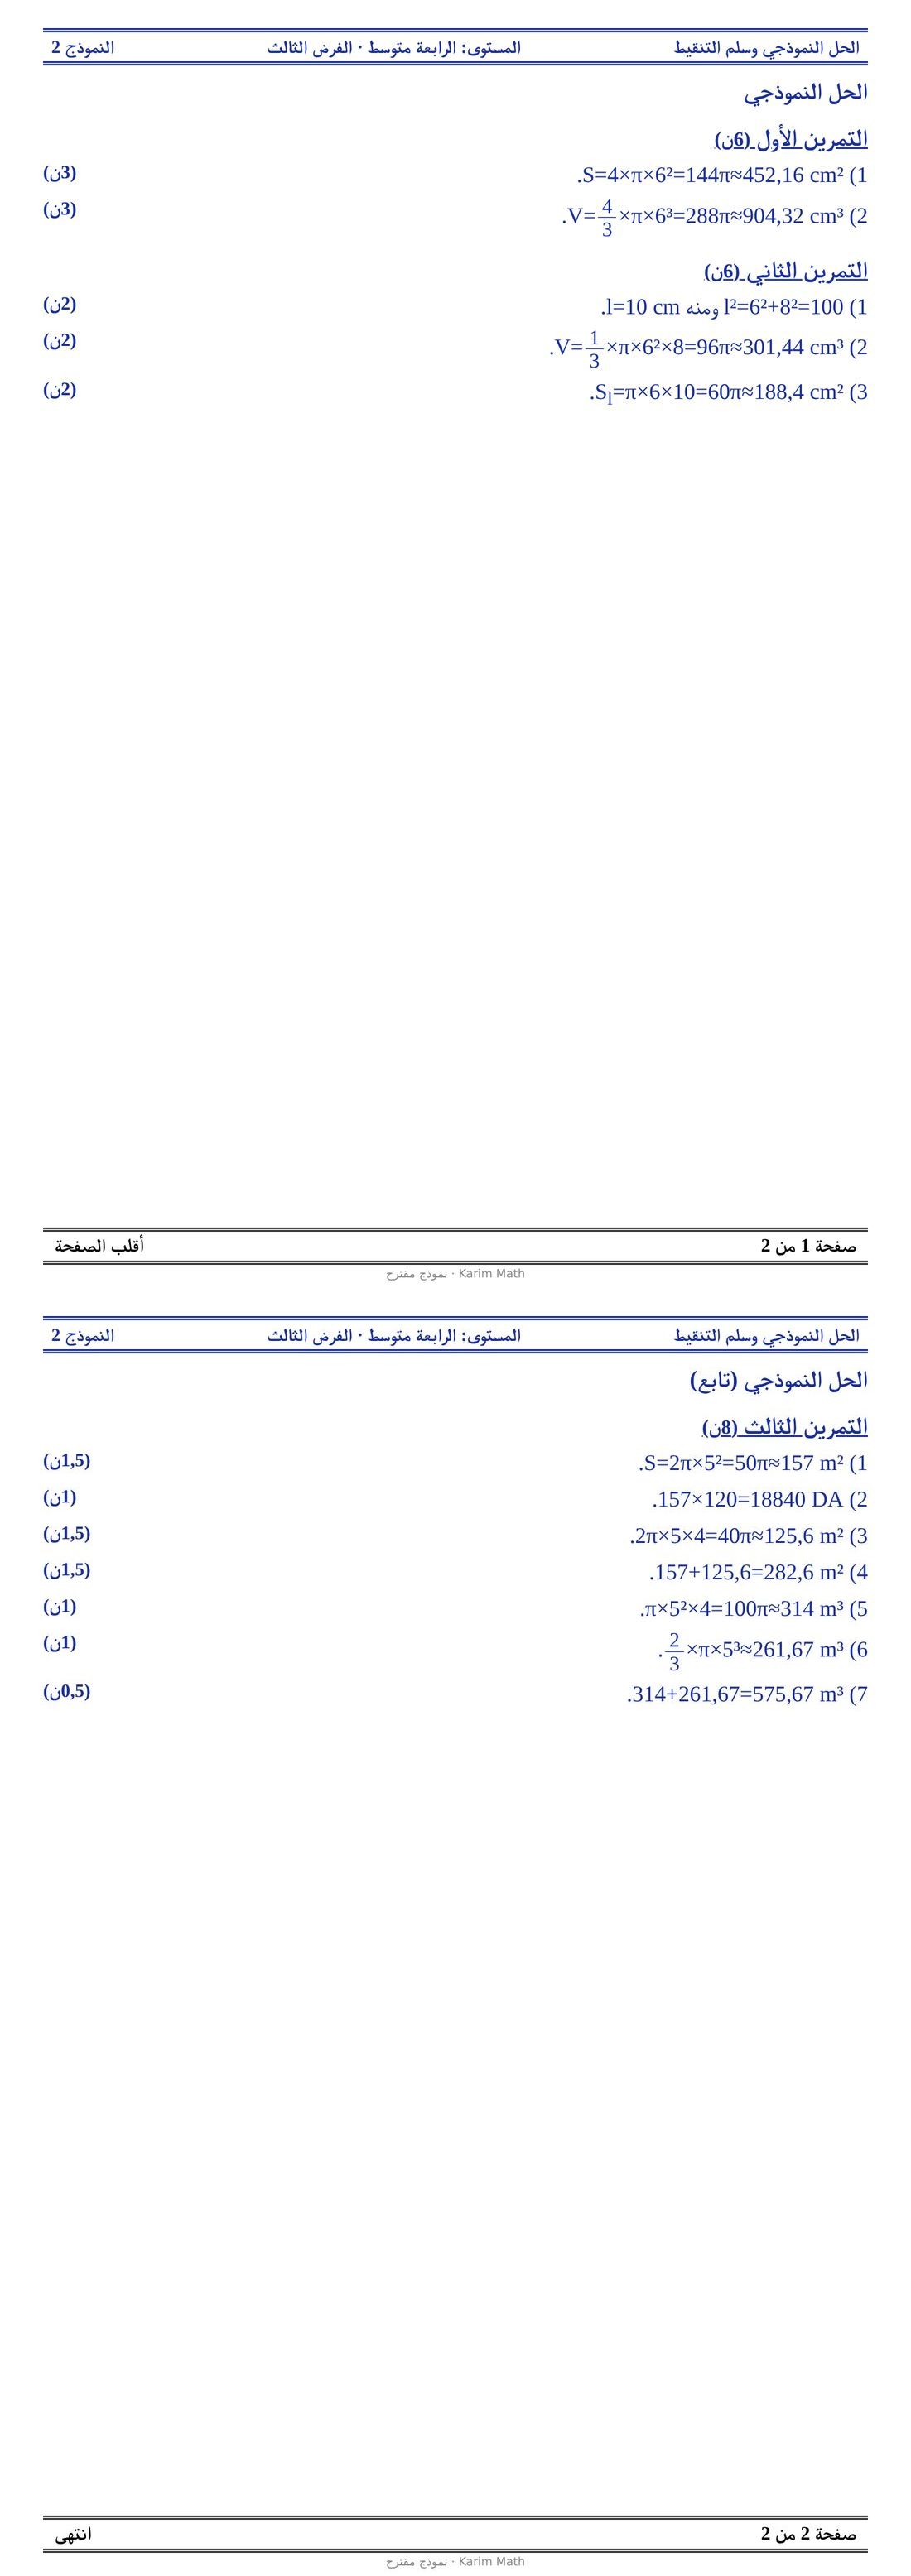 الحل النموذجي وسلم التنقيط المستوى: الرابعة متوسط · الفرض الثالث النموذج 2
الحل النموذجي
التمرين الأول (6ن)
1) S=4×π×6²=144π≈452,16 cm². (3ن)
2) V=4/3×π×6³=288π≈904,32 cm³. (3ن)
التمرين الثاني (6ن)
1) l²=6²+8²=100 ومنه l=10 cm. (2ن)
2) V=1/3×π×6²×8=96π≈301,44 cm³. (2ن)
3) Sₗ=π×6×10=60π≈188,4 cm². (2ن)
صفحة 1 من 2 أقلب الصفحة
Karim Math · نموذج مقترح
الحل النموذجي وسلم التنقيط المستوى: الرابعة متوسط · الفرض الثالث النموذج 2
الحل النموذجي (تابع)
التمرين الثالث (8ن)
1) S=2π×5²=50π≈157 m². (1,5ن)
2) 157×120=18840 DA. (1ن)
3) 2π×5×4=40π≈125,6 m². (1,5ن)
4) 157+125,6=282,6 m². (1,5ن)
5) π×5²×4=100π≈314 m³. (1ن)
6) 2/3×π×5³≈261,67 m³. (1ن)
7) 314+261,67=575,67 m³. (0,5ن)
صفحة 2 من 2 انتهى
Karim Math · نموذج مقترح